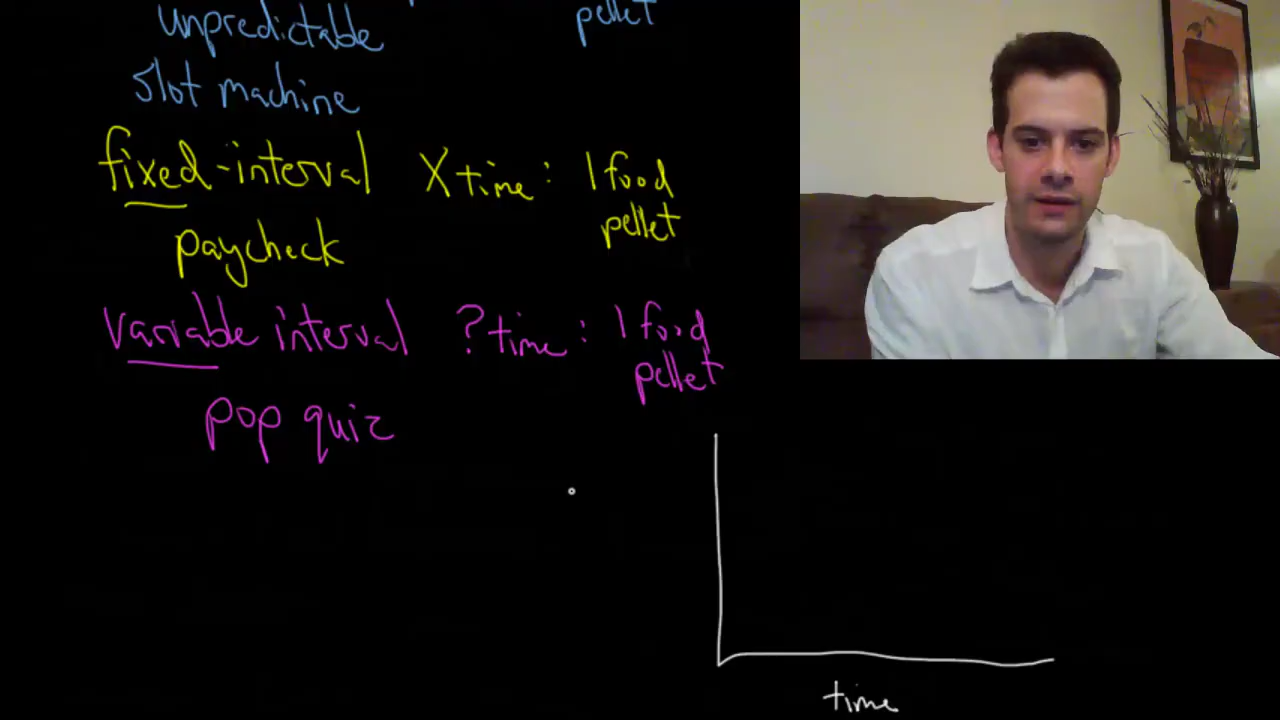 unpredictable
pellet
slot machine
fixed-interval X time : 1 food
pellet
paycheck
variable interval ? time : 1 food
pellet
pop quiz
time